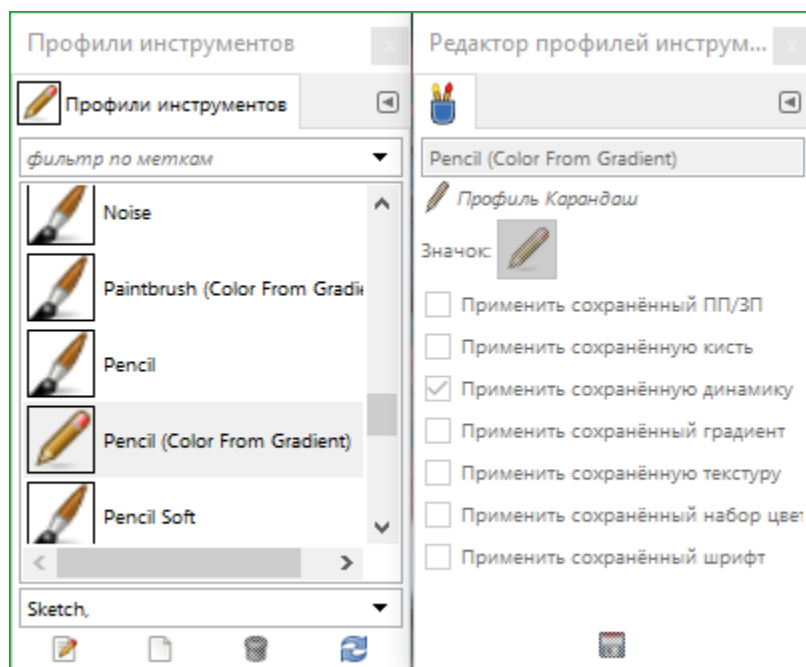 Профили инструментов
Профили инструментов
фильтр по меткам
Noise
Paintbrush (Color From Gradie
Pencil
Pencil (Color From Gradient)
Pencil Soft
Sketch,
Редактор профилей инструм...
Pencil (Color From Gradient)
Профиль Карандаш
Значок:
Применить сохранённый ПП/ЗП
Применить сохранённую кисть
Применить сохранённую динамику
Применить сохранённый градиент
Применить сохранённую текстуру
Применить сохранённый набор цвет
Применить сохранённый шрифт